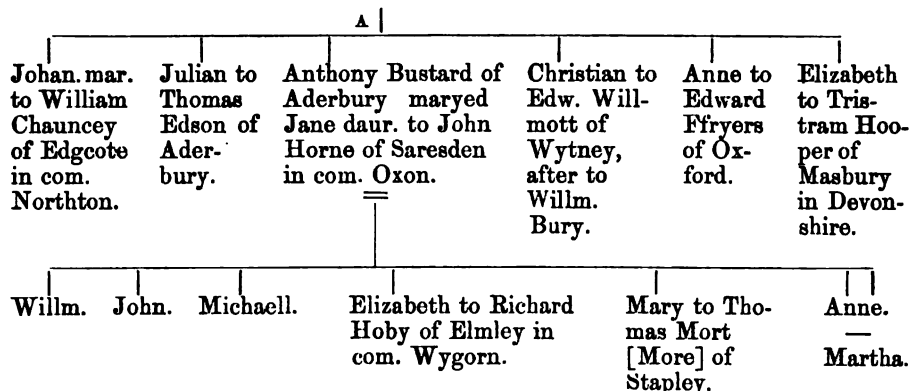 A
Johan. mar.
to William
Chauncey
of Edgcote
in com.
Northton.
Julian to
Thomas
Edson of
Ader-
bury.
Anthony Bustard of
Aderbury maryed
Jane daur. to John
Horne of Saresden
in com. Oxon.
Christian to
Edw. Will-
mott of
Wytney,
after to
Willm.
Bury.
Anne to
Edward
Ffryers
of Ox-
ford.
Elizabeth
to Tris-
tram Hoo-
per of
Masbury
in Devon-
shire.
Willm.
John.
Michaell.
Elizabeth to Richard
Hoby of Elmley in
com. Wygorn.
Mary to Tho-
mas Mort
[More] of
Stapley.
Anne.
—
Martha.